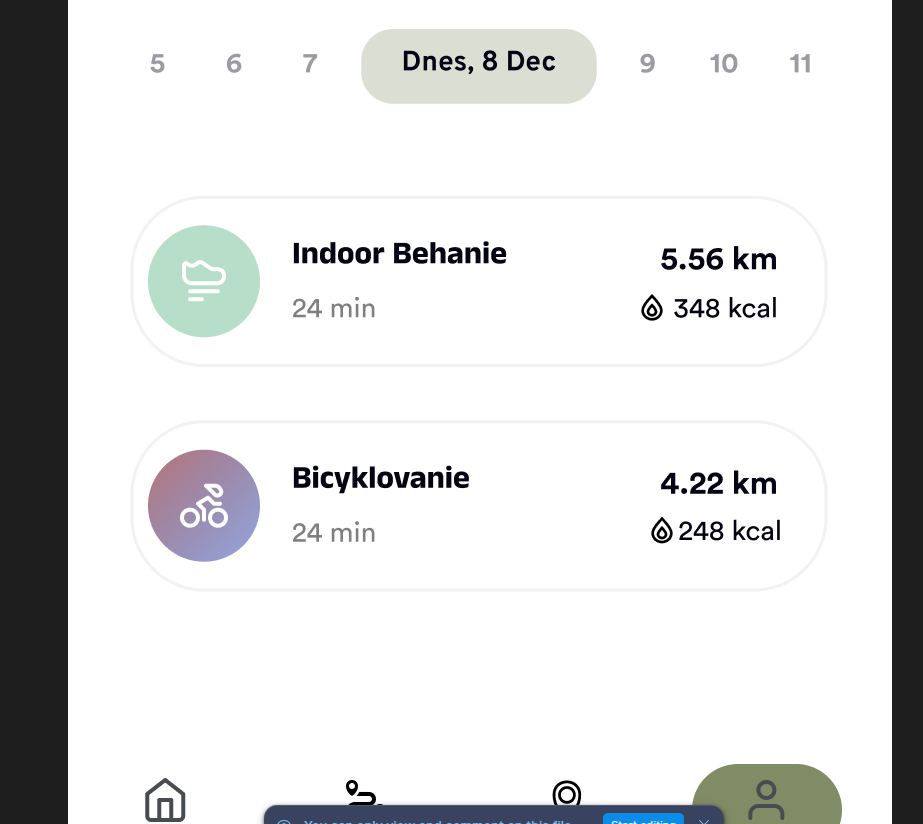 5 6 7 Dnes, 8 Dec 9 10 11
Indoor Behanie
5.56 km
24 min
348 kcal
Bicyklovanie
4.22 km
24 min
248 kcal
You can only view and comment on this file.
Start editing